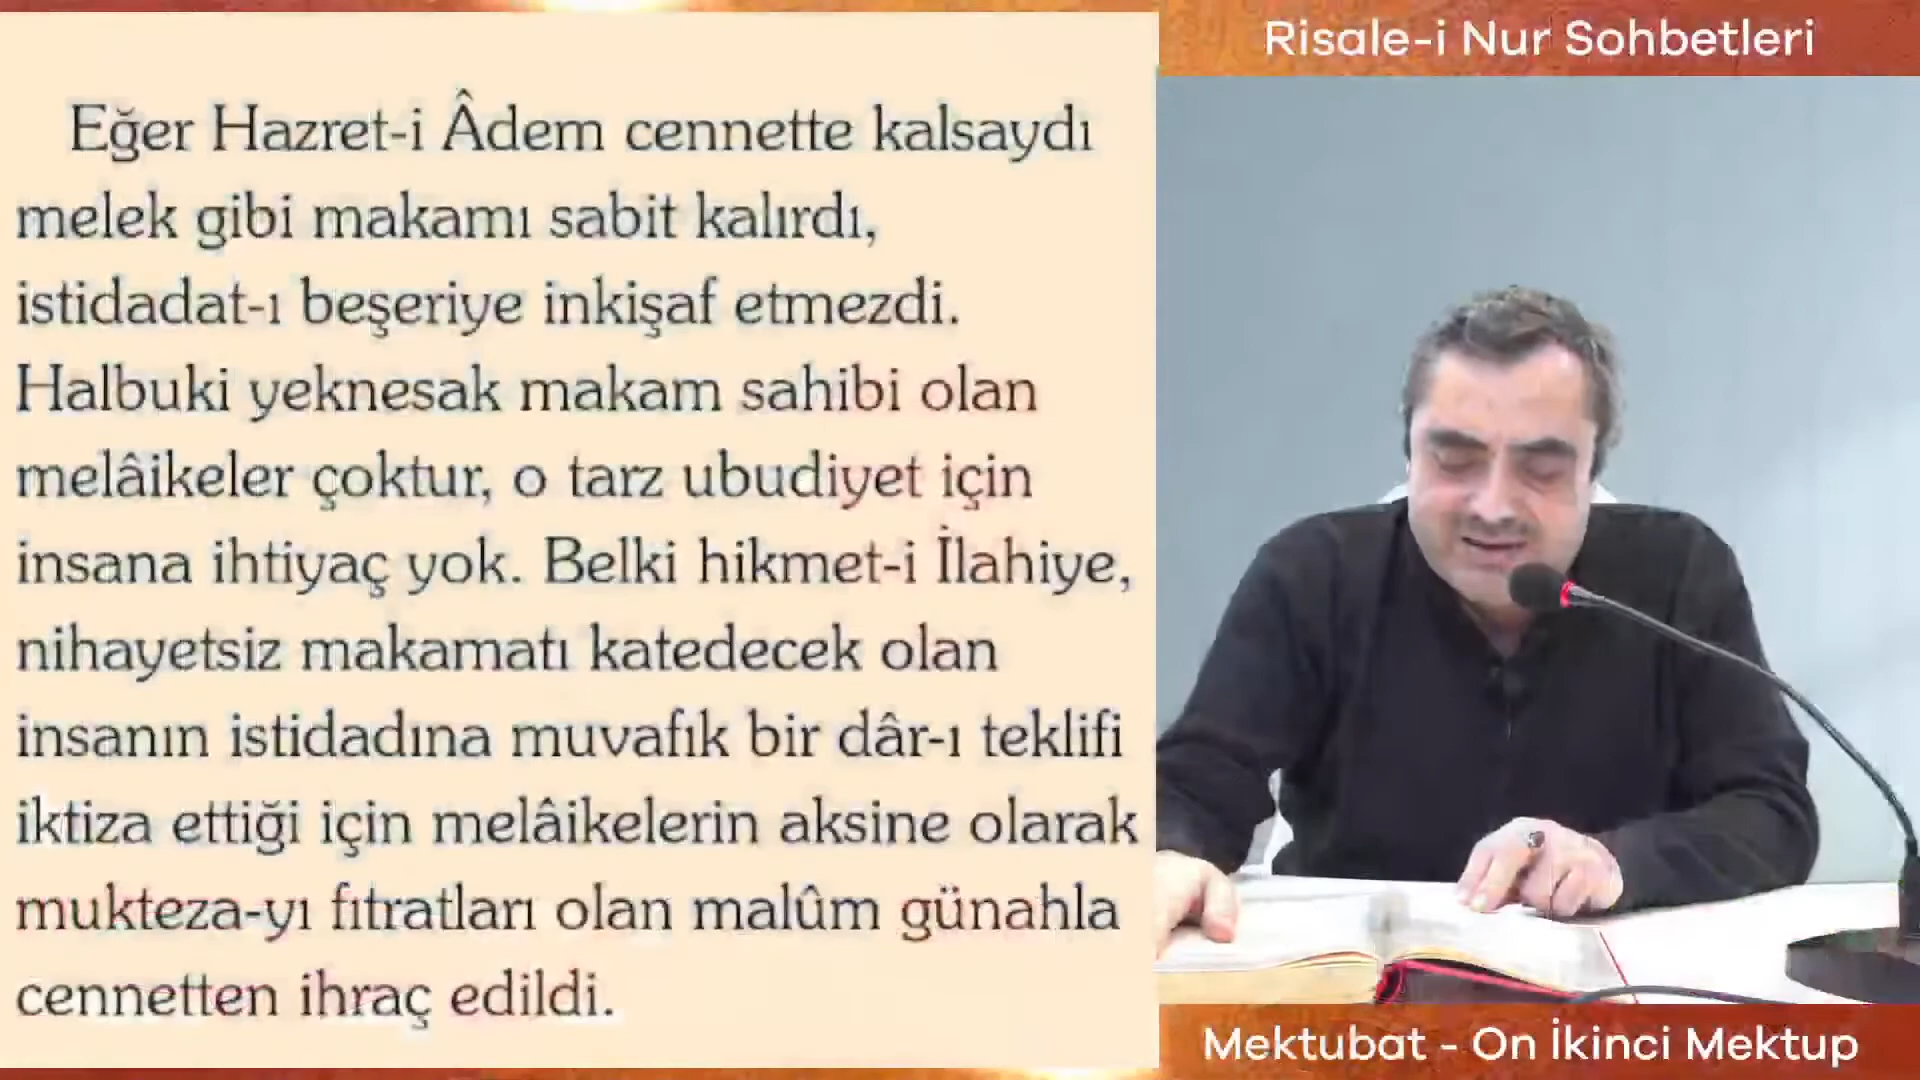 Risale-i Nur Sohbetleri
Eğer Hazret-i Âdem cennette kalsaydı
melek gibi makamı sabit kalırdı,
istidadat-ı beşeriye inkişaf etmezdi.
Halbuki yeknesak makam sahibi olan
melâikeler çoktur, o tarz ubudiyet için
insana ihtiyaç yok. Belki hikmet-i İlahiye,
nihayetsiz makamatı katedecek olan
insanın istidadına muvafık bir dâr-ı teklifi
iktiza ettiği için melâikelerin aksine olarak
mukteza-yı fıtratları olan malûm günahla
cennetten ihraç edildi.
Mektubat - On İkinci Mektup